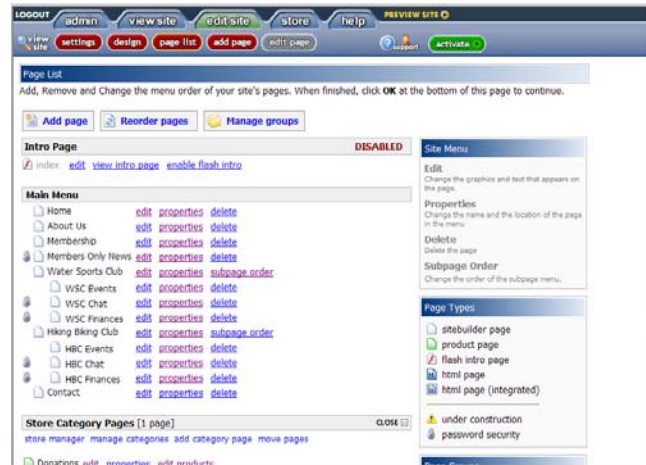 LOGOUT admin view site edit site store help PREVIEW SITE
view site settings design page list add page edit page support activate
Page List
Add, Remove and Change the menu order of your site's pages. When finished, click OK at the bottom of this page to continue.
Add page Reorder pages Manage groups
Intro Page DISABLED
index edit view intro page enable flash intro
Main Menu
Home edit properties delete
About Us edit properties delete
Membership edit properties delete
Members Only News edit properties delete
Water Sports Club edit properties subpage order
WSC Events edit properties delete
WSC Chat edit properties delete
WSC Finances edit properties delete
Hiking Biking Club edit properties subpage order
HBC Events edit properties delete
HBC Chat edit properties delete
HBC Finances edit properties delete
Contact edit properties delete
Store Category Pages [1 page] CLOSE
store manager manage categories add category page move pages
Donations edit properties edit products
Site Menu
Edit
Change the graphics and text that appears on
the page.
Properties
Change the name and the location of the page
in the menu
Delete
Delete the page
Subpage Order
Change the order of the subpage menu.
Page Types
sitebuilder page
product page
flash intro page
html page
html page (integrated)
under construction
password security